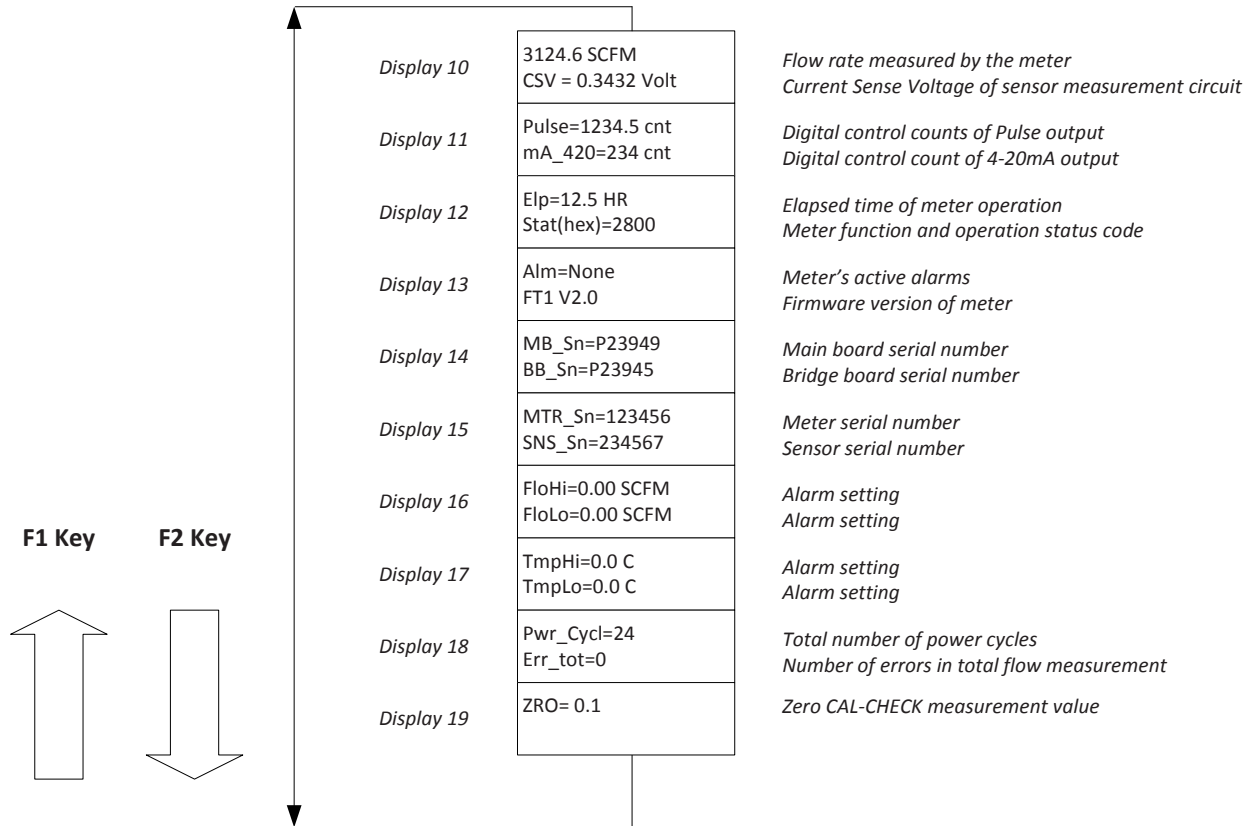 Display 10
3124.6 SCFM
CSV = 0.3432 Volt
Flow rate measured by the meter
Current Sense Voltage of sensor measurement circuit
Display 11
Pulse=1234.5 cnt
mA_420=234 cnt
Digital control counts of Pulse output
Digital control count of 4-20mA output
Display 12
Elp=12.5 HR
Stat(hex)=2800
Elapsed time of meter operation
Meter function and operation status code
Display 13
Alm=None
FT1 V2.0
Meter's active alarms
Firmware version of meter
Display 14
MB_Sn=P23949
BB_Sn=P23945
Main board serial number
Bridge board serial number
Display 15
MTR_Sn=123456
SNS_Sn=234567
Meter serial number
Sensor serial number
Display 16
FloHi=0.00 SCFM
FloLo=0.00 SCFM
Alarm setting
Alarm setting
F1 Key
F2 Key
Display 17
TmpHi=0.0 C
TmpLo=0.0 C
Alarm setting
Alarm setting
Display 18
Pwr_Cycl=24
Err_tot=0
Total number of power cycles
Number of errors in total flow measurement
Display 19
ZRO= 0.1
Zero CAL-CHECK measurement value